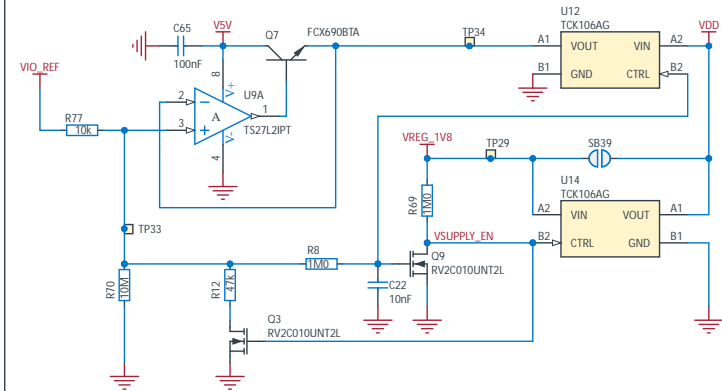 U12
TCK106AG
C65
V5V
Q7
FCX690BTA
TP34
VDD
100nF
A1
VOUT
VIN
A2
B1
GND
CTRL
B2
VIO_REF
8
V+
U9A
2
−
A
1
3
+
TS27L2IPT
V-
4
R77
10k
VREG_1V8
TP29
SB39
U14
TCK106AG
R69
1M0
A2
VIN
VOUT
A1
B2
CTRL
GND
B1
VSUPPLY_EN
TP33
R8
1M0
Q9
RV2C010UNT2L
R70
10M
R12
47k
C22
10nF
Q3
RV2C010UNT2L